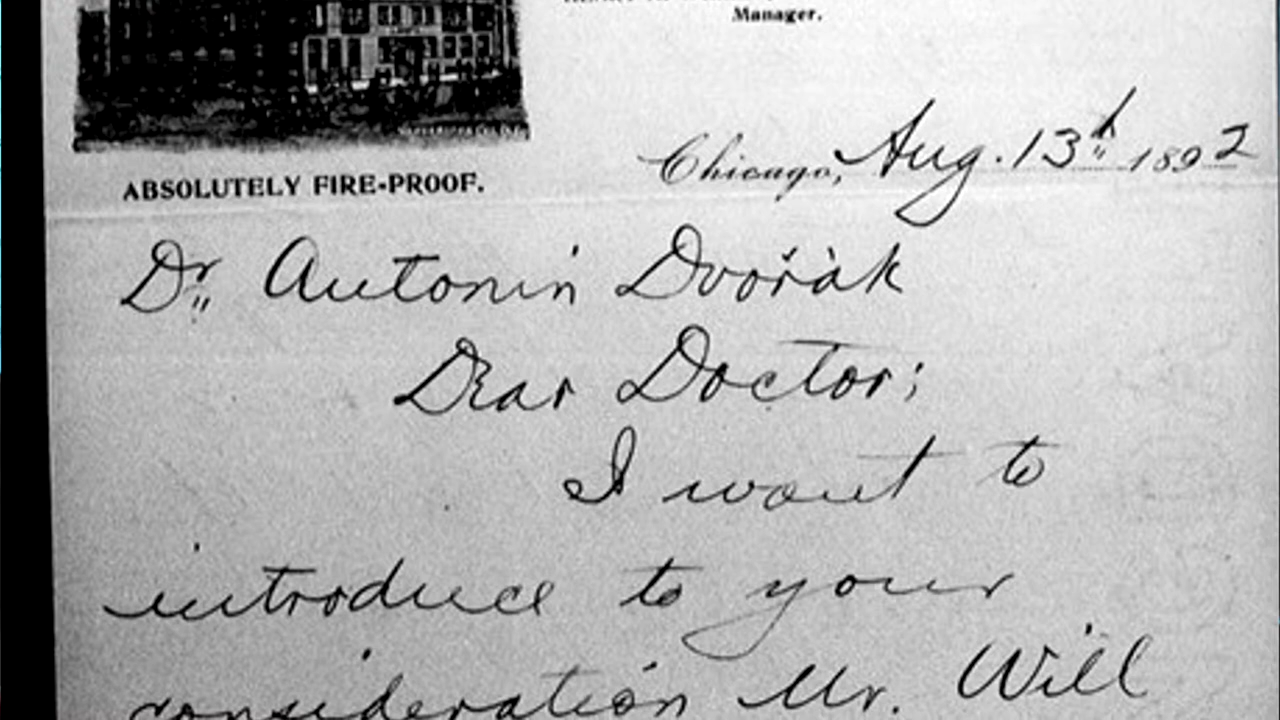 Manager.
Chicago, Aug. 13th 1892
ABSOLUTELY FIRE-PROOF.
Dr. Antonín Dvořák
Dear Doctor;
I want to
introduce to your
consideration Mr. Will